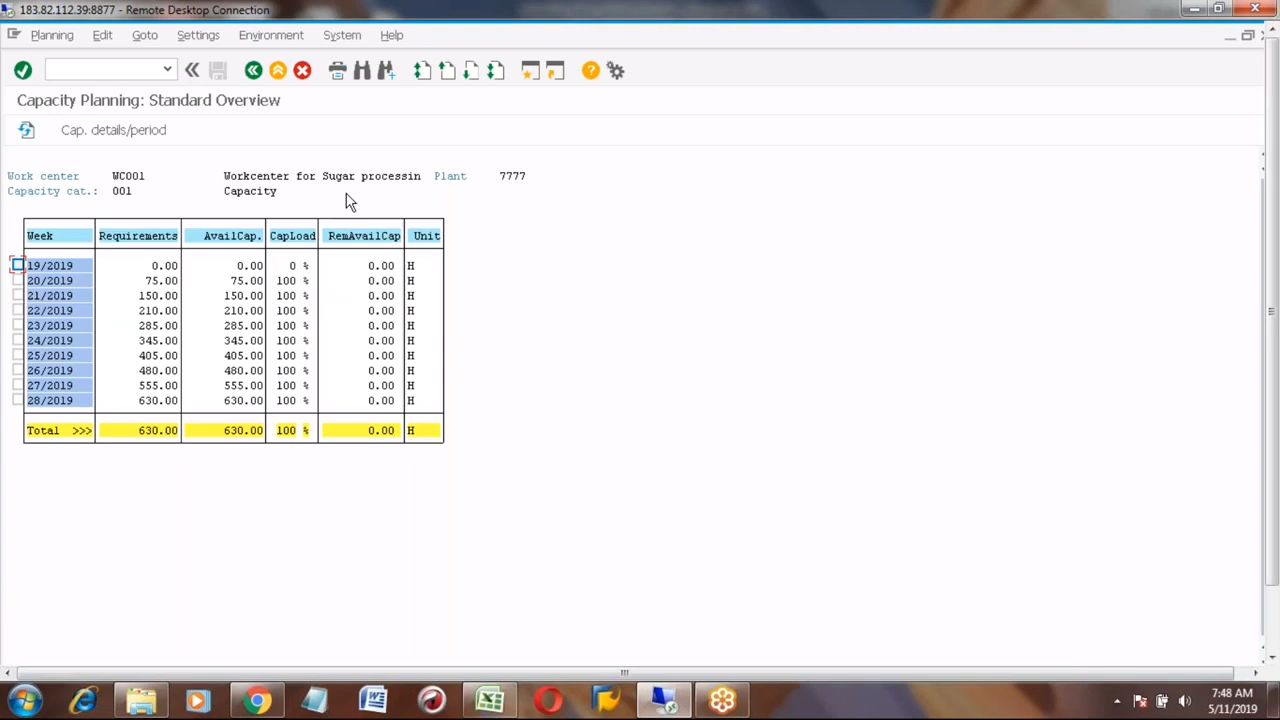 183.82.112.39:8877 - Remote Desktop Connection
Planning Edit Goto Settings Environment System Help
Capacity Planning: Standard Overview
Cap. details/period
Work center WC001 Workcenter for Sugar processin Plant 7777
Capacity cat.: 001 Capacity
Week Requirements AvailCap. CapLoad RemAvailCap Unit
19/2019 0.00 0.00 0 % 0.00 H
20/2019 75.00 75.00 100 % 0.00 H
21/2019 150.00 150.00 100 % 0.00 H
22/2019 210.00 210.00 100 % 0.00 H
23/2019 285.00 285.00 100 % 0.00 H
24/2019 345.00 345.00 100 % 0.00 H
25/2019 405.00 405.00 100 % 0.00 H
26/2019 480.00 480.00 100 % 0.00 H
27/2019 555.00 555.00 100 % 0.00 H
28/2019 630.00 630.00 100 % 0.00 H
Total >>> 630.00 630.00 100 % 0.00 H
7:48 AM
5/11/2019